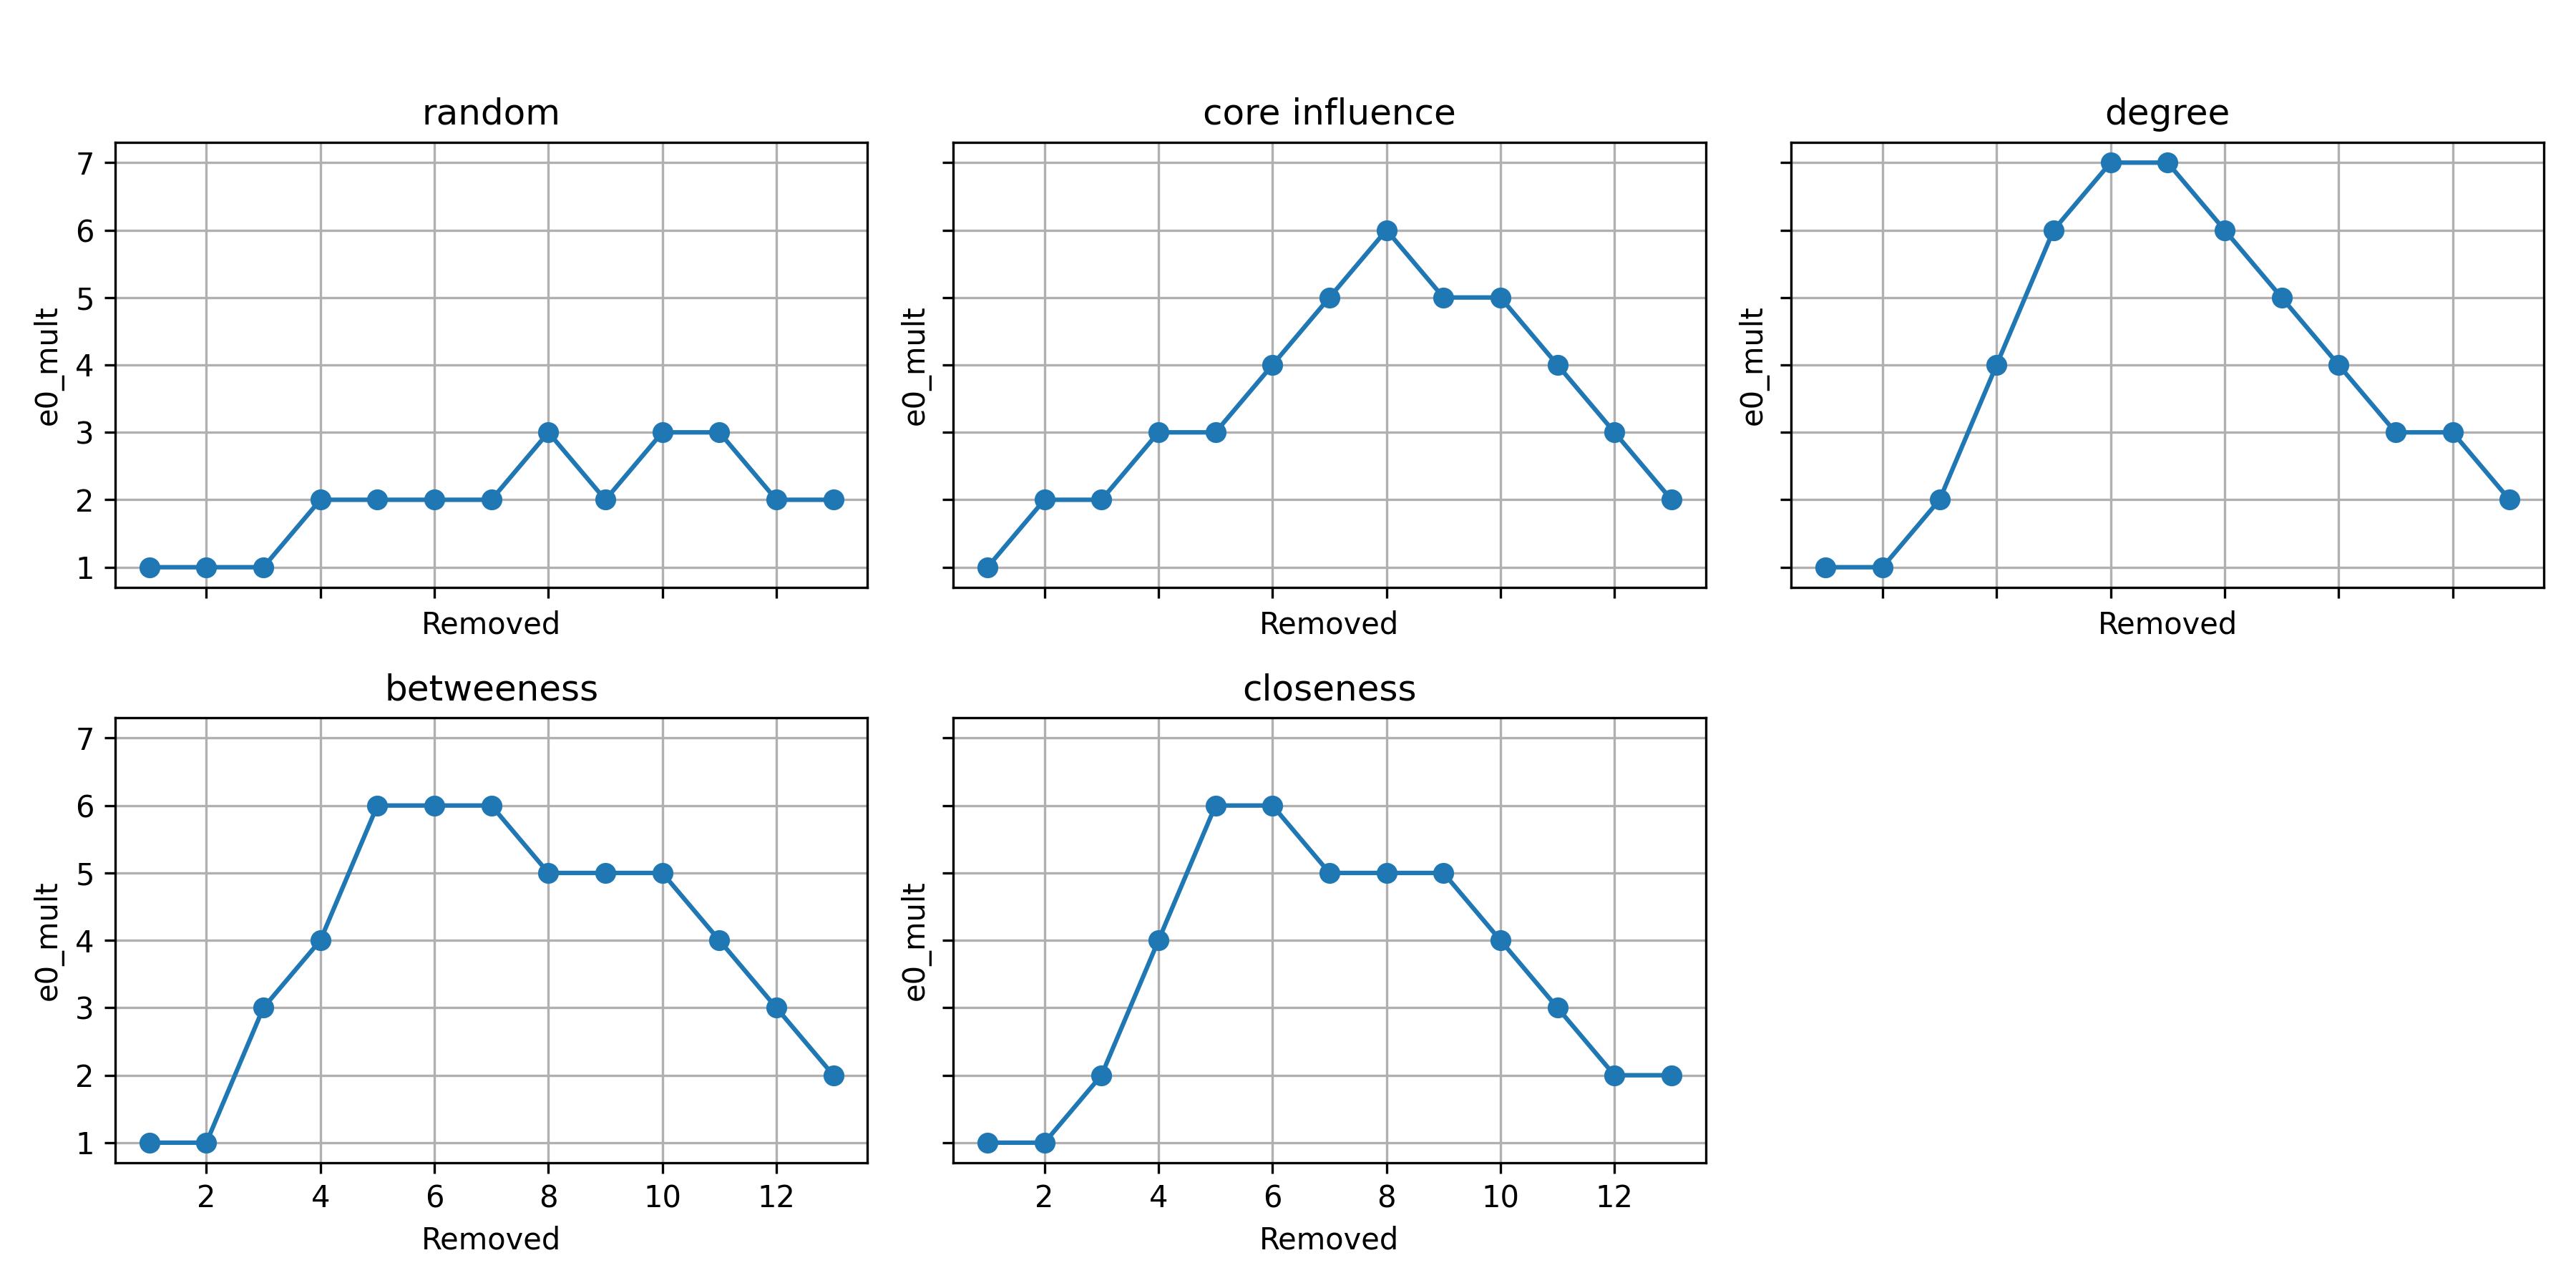 random
core influence
degree
7
6
5
4
3
2
1
e0_mult
e0_mult
e0_mult
Removed
Removed
Removed
betweeness
closeness
7
6
5
4
3
2
1
e0_mult
e0_mult
2 4 6 8 10 12
2 4 6 8 10 12
Removed
Removed